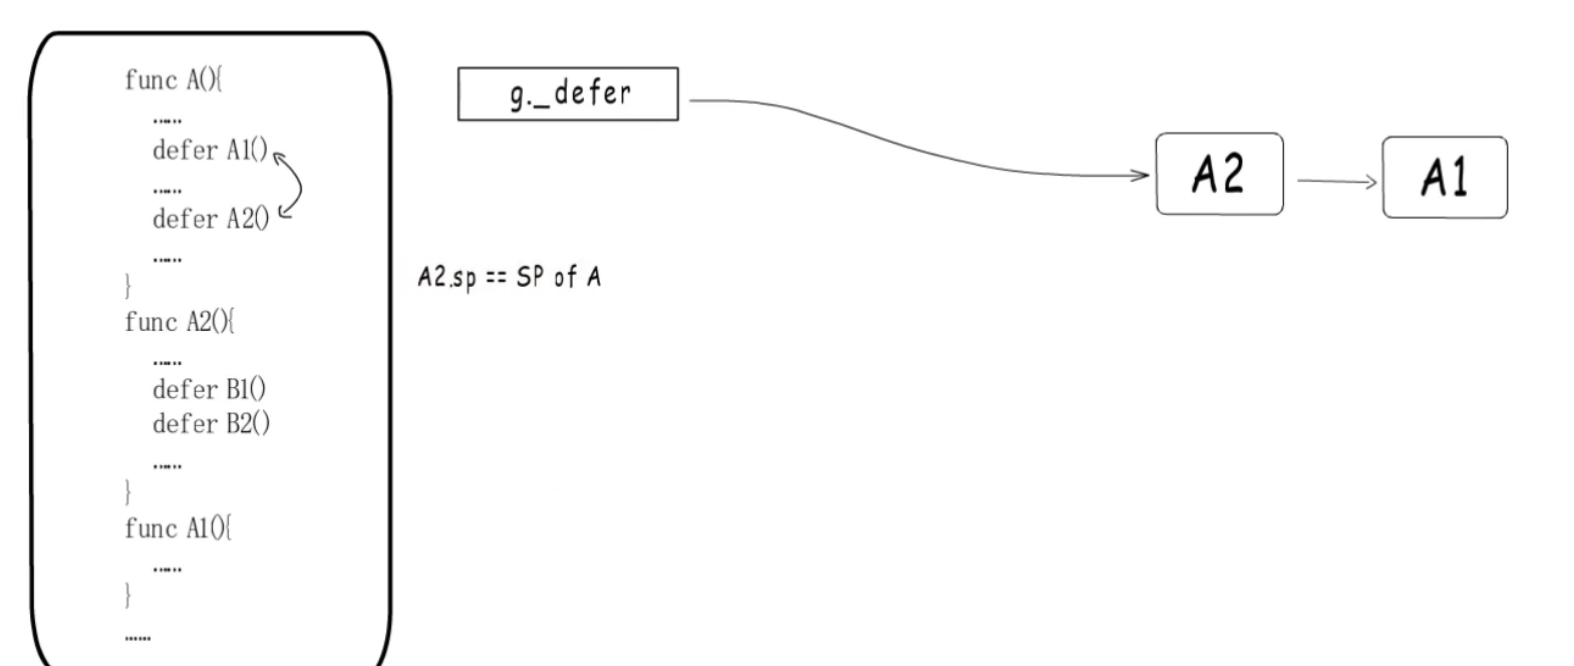 func A(){
......
defer A1()
......
defer A2()
......
}
func A2(){
......
defer B1()
defer B2()
......
}
func A1(){
......
}
......
g._defer
A2
A1
A2.sp == SP of A